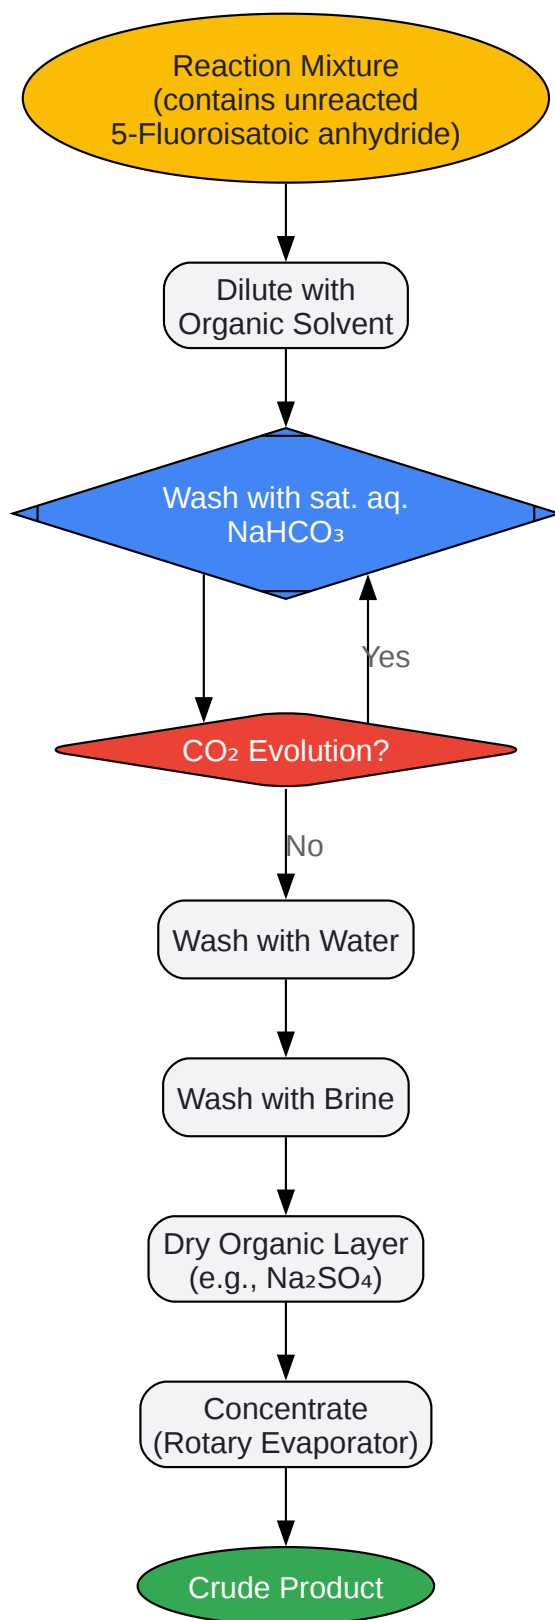 Reaction Mixture
(contains unreacted
5-Fluoroisatoic anhydride)
Dilute with
Organic Solvent
Wash with sat. aq.
NaHCO₃
Yes
CO₂ Evolution?
No
Wash with Water
Wash with Brine
Dry Organic Layer
(e.g., Na₂SO₄)
Concentrate
(Rotary Evaporator)
Crude Product